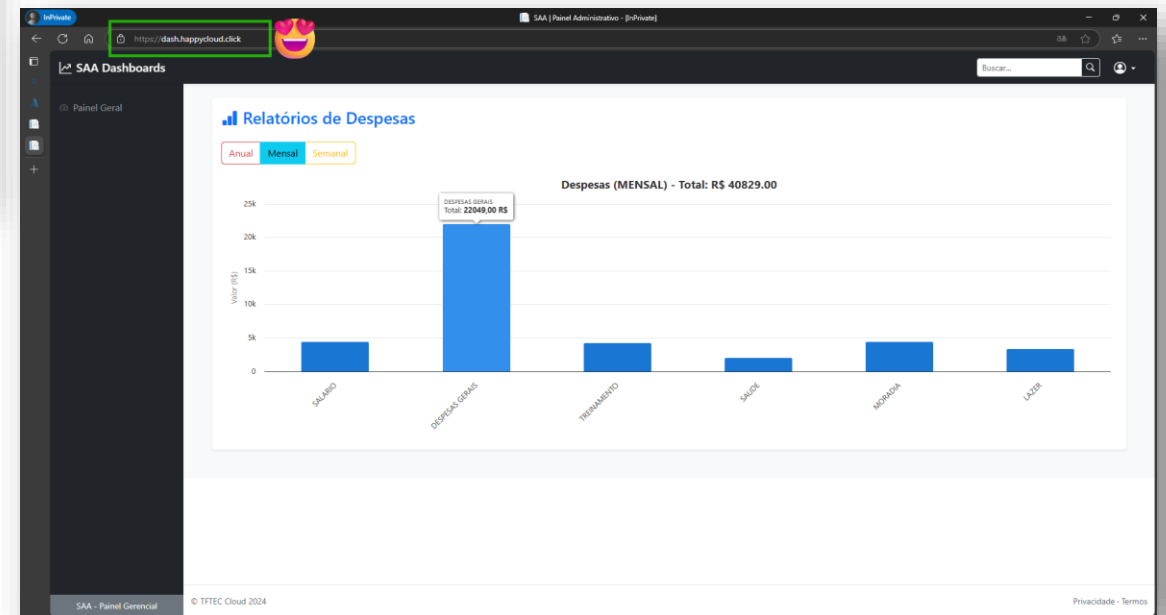 InPrivate
SAA | Painel Administrativo - [InPrivate]
https://dash.happycloud.click
SAA Dashboards
Buscar...
Painel Geral
Relatórios de Despesas
Anual Mensal Semanal
Despesas (MENSAL) - Total: R$ 40829.00
DESPESAS GERAIS
Total: 22049,00 R$
25k
20k
15k
10k
5k
0
Valor (R$)
SALARIO
DESPESAS GERAIS
TREINAMENTO
SAUDE
MORADIA
LAZER
SAA - Painel Gerencial
© TFTEC Cloud 2024
Privacidade - Termos